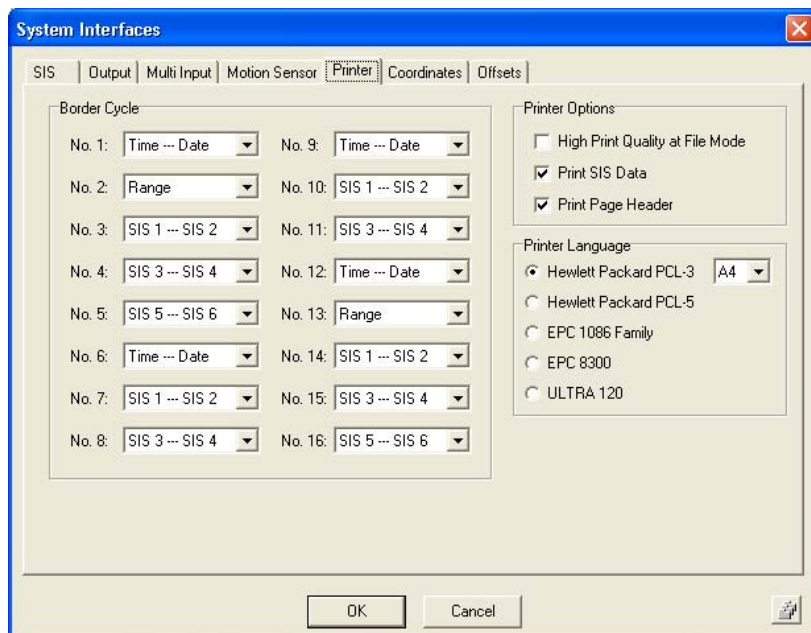 System Interfaces
SIS Output Multi Input Motion Sensor Printer Coordinates Offsets
Border Cycle
No. 1: Time --- Date
No. 2: Range
No. 3: SIS 1 --- SIS 2
No. 4: SIS 3 --- SIS 4
No. 5: SIS 5 --- SIS 6
No. 6: Time --- Date
No. 7: SIS 1 --- SIS 2
No. 8: SIS 3 --- SIS 4
No. 9: Time --- Date
No. 10: SIS 1 --- SIS 2
No. 11: SIS 3 --- SIS 4
No. 12: Time --- Date
No. 13: Range
No. 14: SIS 1 --- SIS 2
No. 15: SIS 3 --- SIS 4
No. 16: SIS 5 --- SIS 6
Printer Options
High Print Quality at File Mode
Print SIS Data
Print Page Header
Printer Language
Hewlett Packard PCL-3 A4
Hewlett Packard PCL-5
EPC 1086 Family
EPC 8300
ULTRA 120
OK Cancel